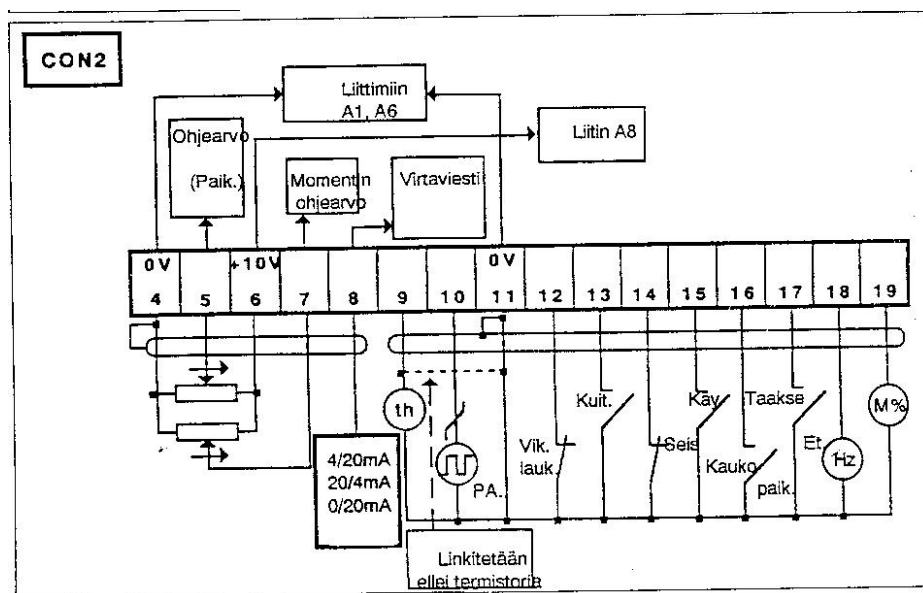 CON2
Liittimiin
A1, A6
Liitin A8
Ohjearvo
(Paik.)
Momentin
ohjearvo
Virtaviesti
0V
+10V
0V
4 5 6 7 8 9 10 11 12 13 14 15 16 17 18 19
th
Kuit.
Käy
Taakse
M%
Vik.
lauk.
Seis
Kauko
paik.
Et.
Hz
4/20mA
20/4mA
0/20mA
PA.
Linkitetään
ellei termistoria